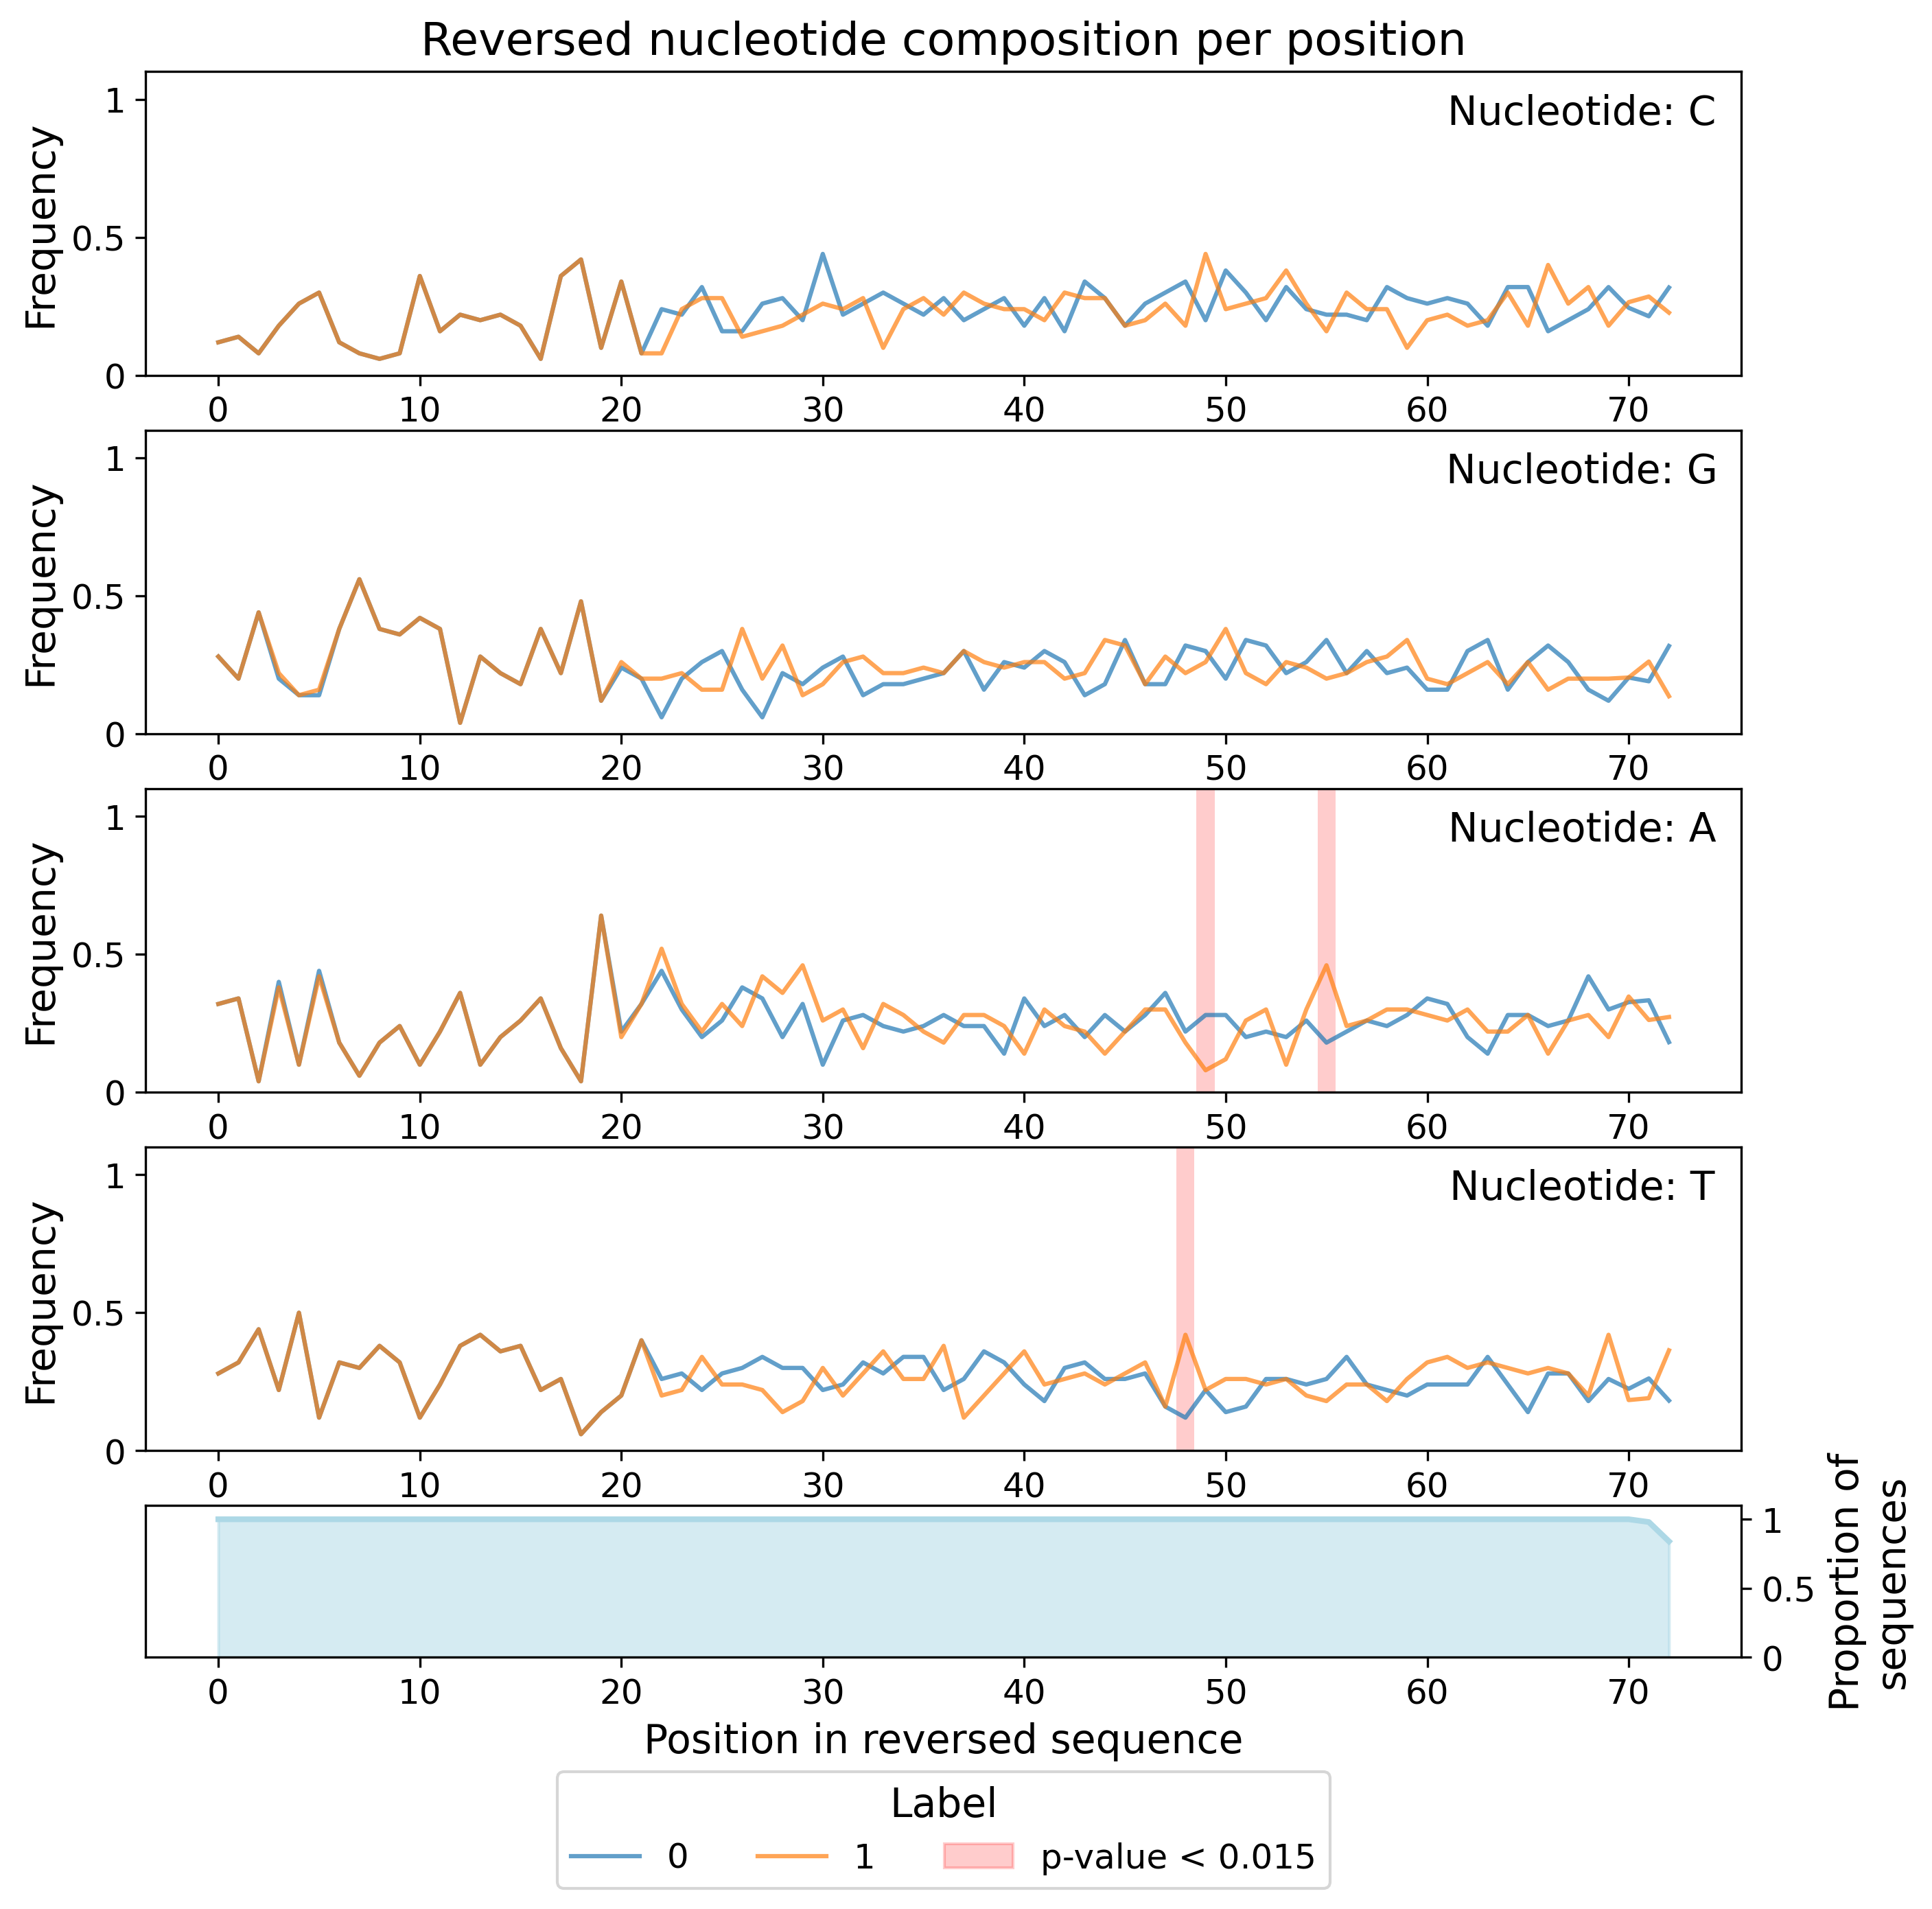 Reversed nucleotide composition per position
Frequency
1
0.5
0
Nucleotide: C
0 10 20 30 40 50 60 70
Frequency
1
0.5
0
Nucleotide: G
0 10 20 30 40 50 60 70
Frequency
1
0.5
0
Nucleotide: A
0 10 20 30 40 50 60 70
Frequency
1
0.5
0
Nucleotide: T
0 10 20 30 40 50 60 70
1
0.5
0
Proportion of
sequences
0 10 20 30 40 50 60 70
Position in reversed sequence
Label
0 1 p-value < 0.015